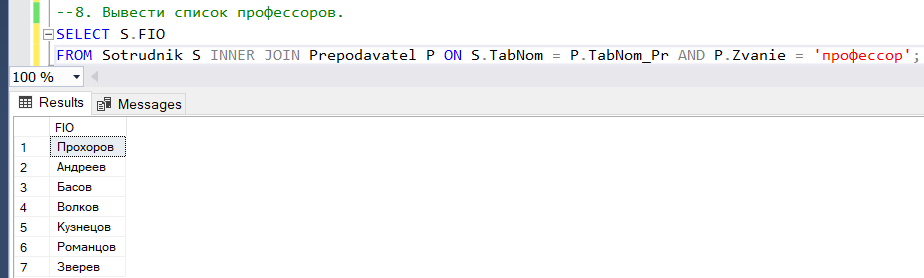 --8. Вывести список профессоров.
SELECT S.FIO
FROM Sotrudnik S INNER JOIN Prepodavatel P ON S.TabNom = P.TabNom_Pr AND P.Zvanie = 'профессор';
100 %
Results Messages
FIO
1 Прохоров
2 Андреев
3 Басов
4 Волков
5 Кузнецов
6 Романцов
7 Зверев